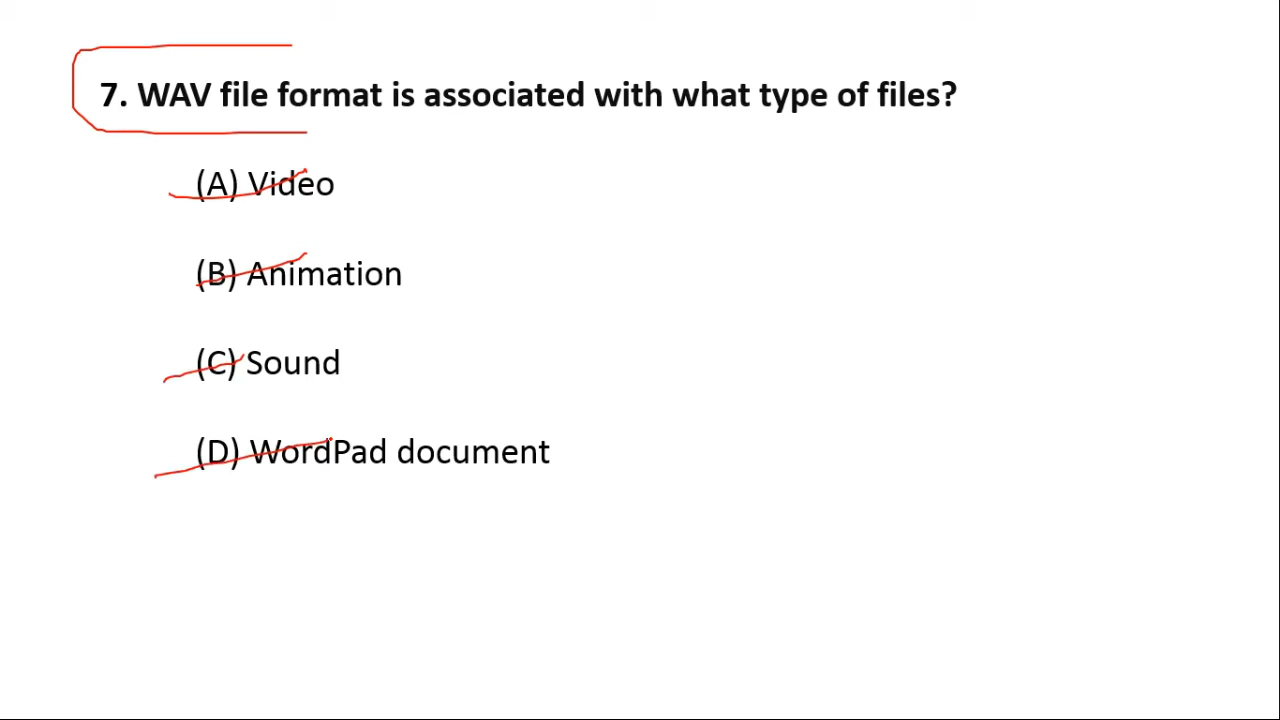 7. WAV file format is associated with what type of files?
(A) Video
(B) Animation
(C) Sound
(D) WordPad document